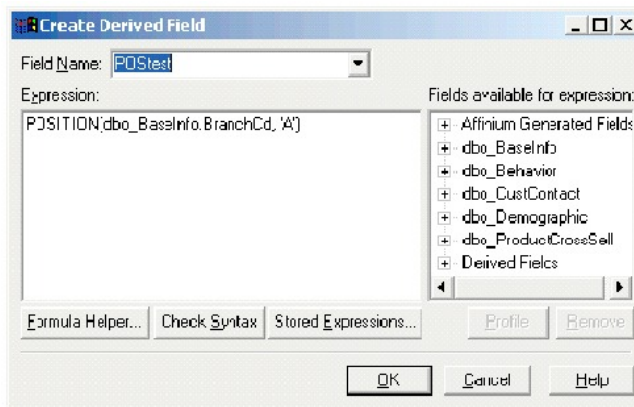 Create Derived Field
Field Name: POStest
Expression:
POSITION(dbo_BaseInfo.BranchCd, 'A')
Fields available for expression:
Affinium Generated Fields
dbo_BaseInfo
dbo_Behavior
dbo_CustContact
dbo_Demographic
dbo_ProductCrossSell
Derived Fields
Formula Helper...
Check Syntax
Stored Expressions...
Profile
Remove
OK
Cancel
Help